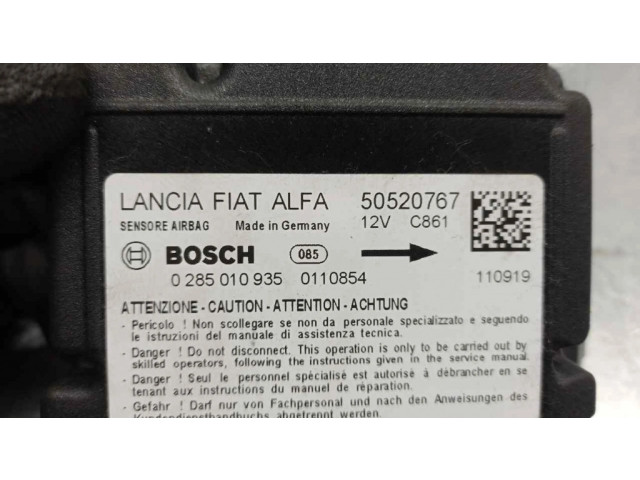 LANCIA FIAT ALFA 50520767
SENSORE AIRBAG Made in Germany 12V C861
BOSCH 085
0 285 010 935 0110854 110919
ATTENZIONE - CAUTION - ATTENTION - ACHTUNG
- Pericolo ! Non scollegare se non da personale specializzato e seguendo
le istruzioni del manuale di assistenza tecnica.
- Danger ! Do not disconnect. This operation is only to be carried out by
skilled operators, following the instructions given in the service manual.
- Danger ! Seul le personnel spécialisé est autorisé à débrancher en se
tenant aux instructions du manuel de réparation.
- Gefahr ! Darf nur von Fachpersonal und nach den Anweisungen des
Kundendiensthandbuchs abgetrennt werden.